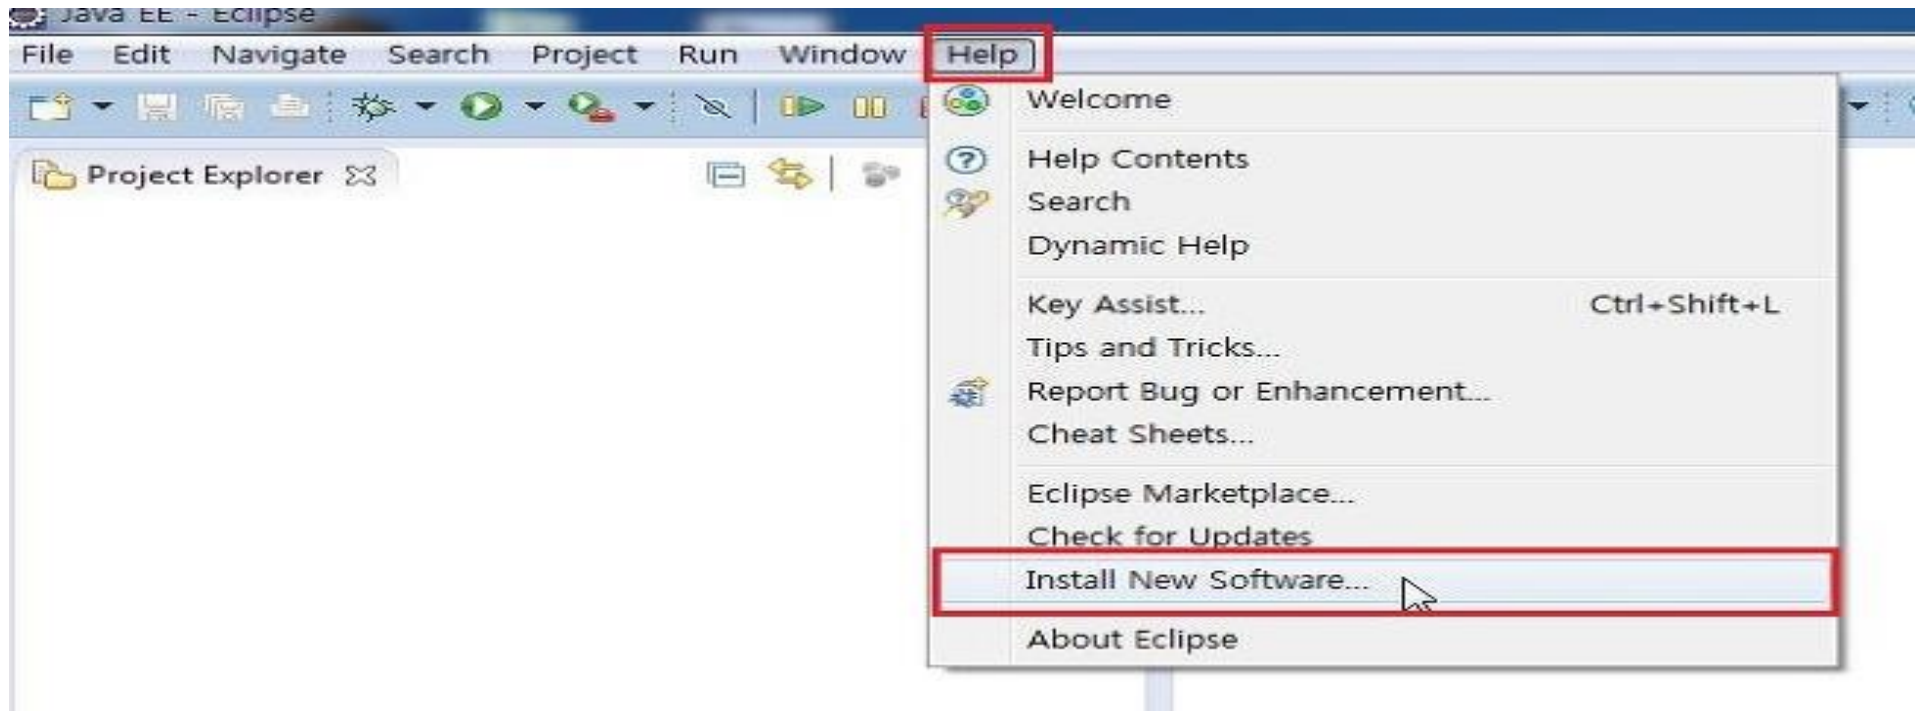 Java EE - Eclipse
File Edit Navigate Search Project Run Window Help
Project Explorer
Welcome
Help Contents
Search
Dynamic Help
Key Assist... Ctrl+Shift+L
Tips and Tricks...
Report Bug or Enhancement...
Cheat Sheets...
Eclipse Marketplace...
Check for Updates
Install New Software...
About Eclipse